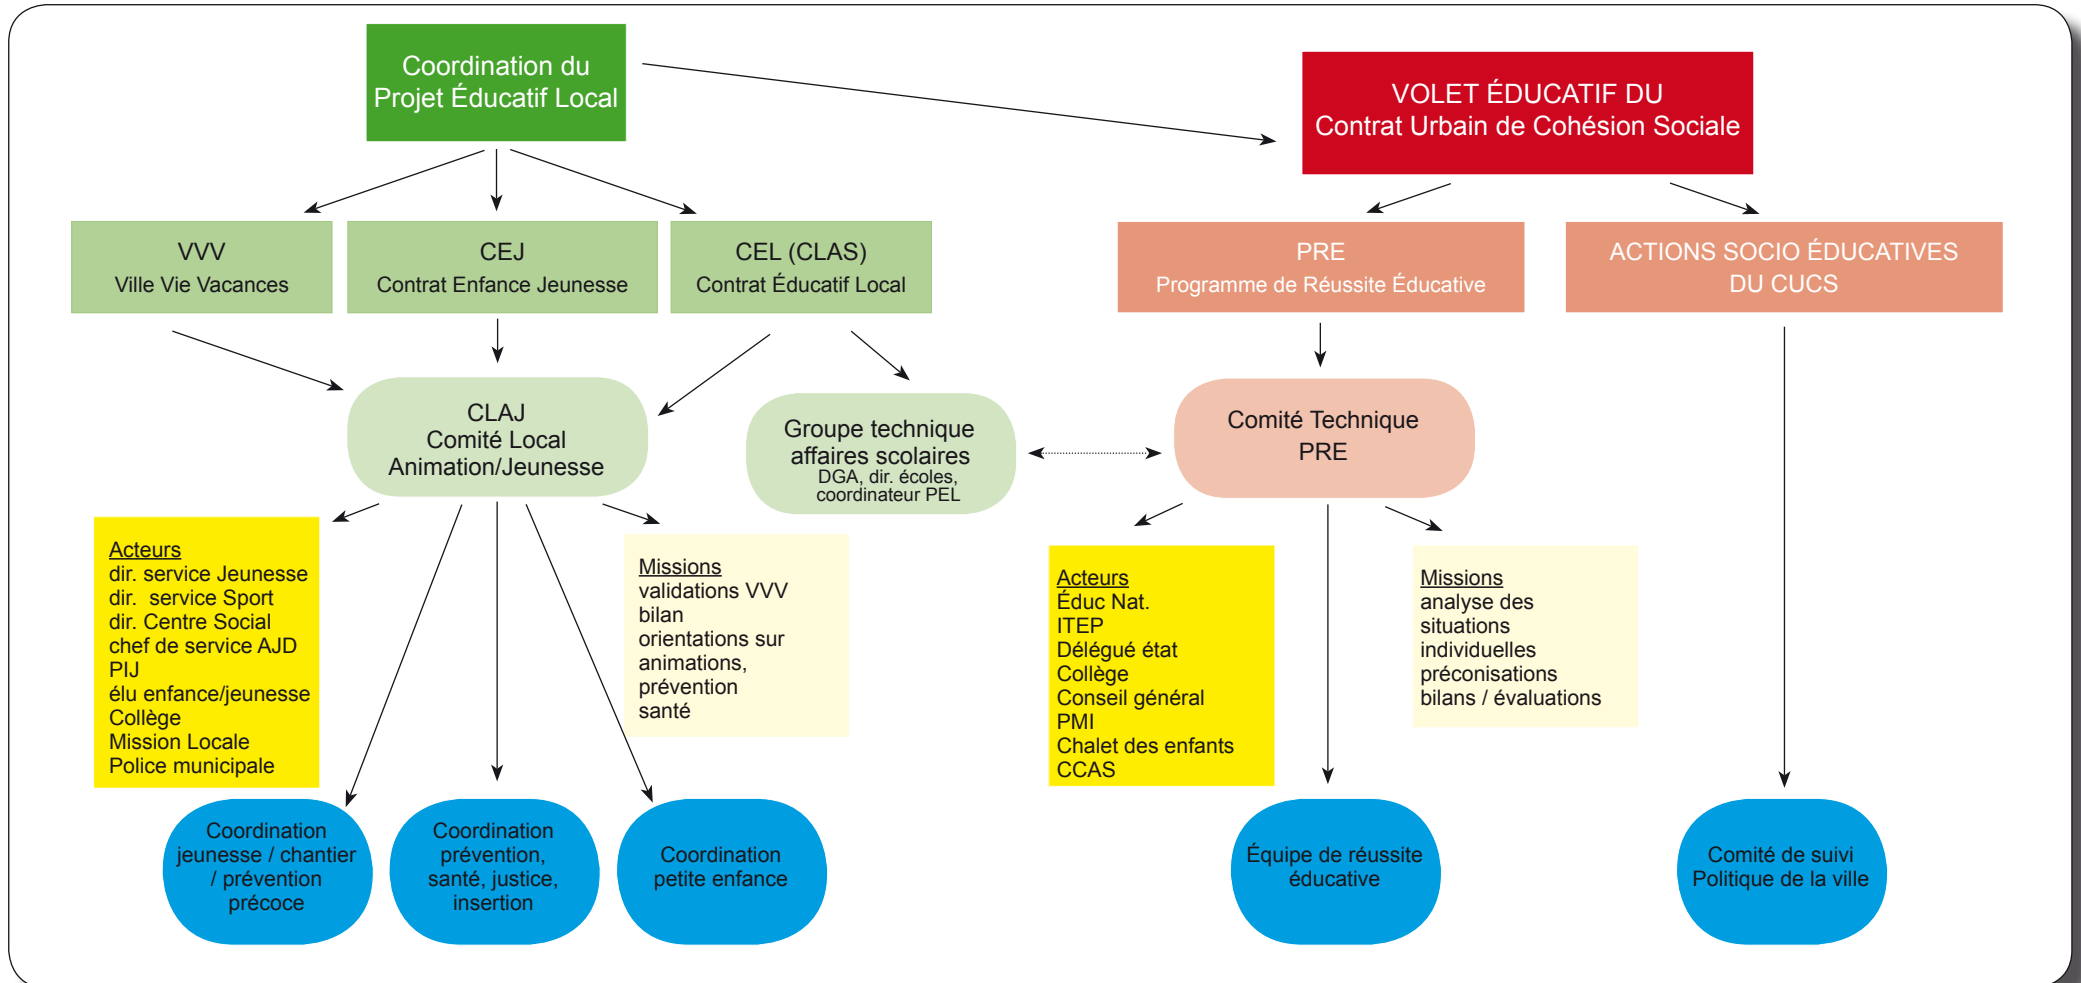 Coordination du
Projet Éducatif Local
VOLET ÉDUCATIF DU
Contrat Urbain de Cohésion Sociale
VVV
Ville Vie Vacances
CEJ
Contrat Enfance Jeunesse
CEL (CLAS)
Contrat Éducatif Local
PRE
Programme de Réussite Éducative
ACTIONS SOCIO ÉDUCATIVES
DU CUCS
CLAJ
Comité Local
Animation/Jeunesse
Groupe technique
affaires scolaires
DGA, dir. écoles,
coordinateur PEL
Comité Technique
PRE
Acteurs
dir. service Jeunesse
dir. service Sport
dir. Centre Social
chef de service AJD
PIJ
élu enfance/jeunesse
Collège
Mission Locale
Police municipale
Missions
validations VVV
bilan
orientations sur
animations,
prévention
santé
Acteurs
Éduc Nat.
ITEP
Délégué état
Collège
Conseil général
PMI
Chalet des enfants
CCAS
Missions
analyse des
situations
individuelles
préconisations
bilans / évaluations
Coordination
jeunesse / chantier
/ prévention
précoce
Coordination
prévention,
santé, justice,
insertion
Coordination
petite enfance
Équipe de réussite
éducative
Comité de suivi
Politique de la ville